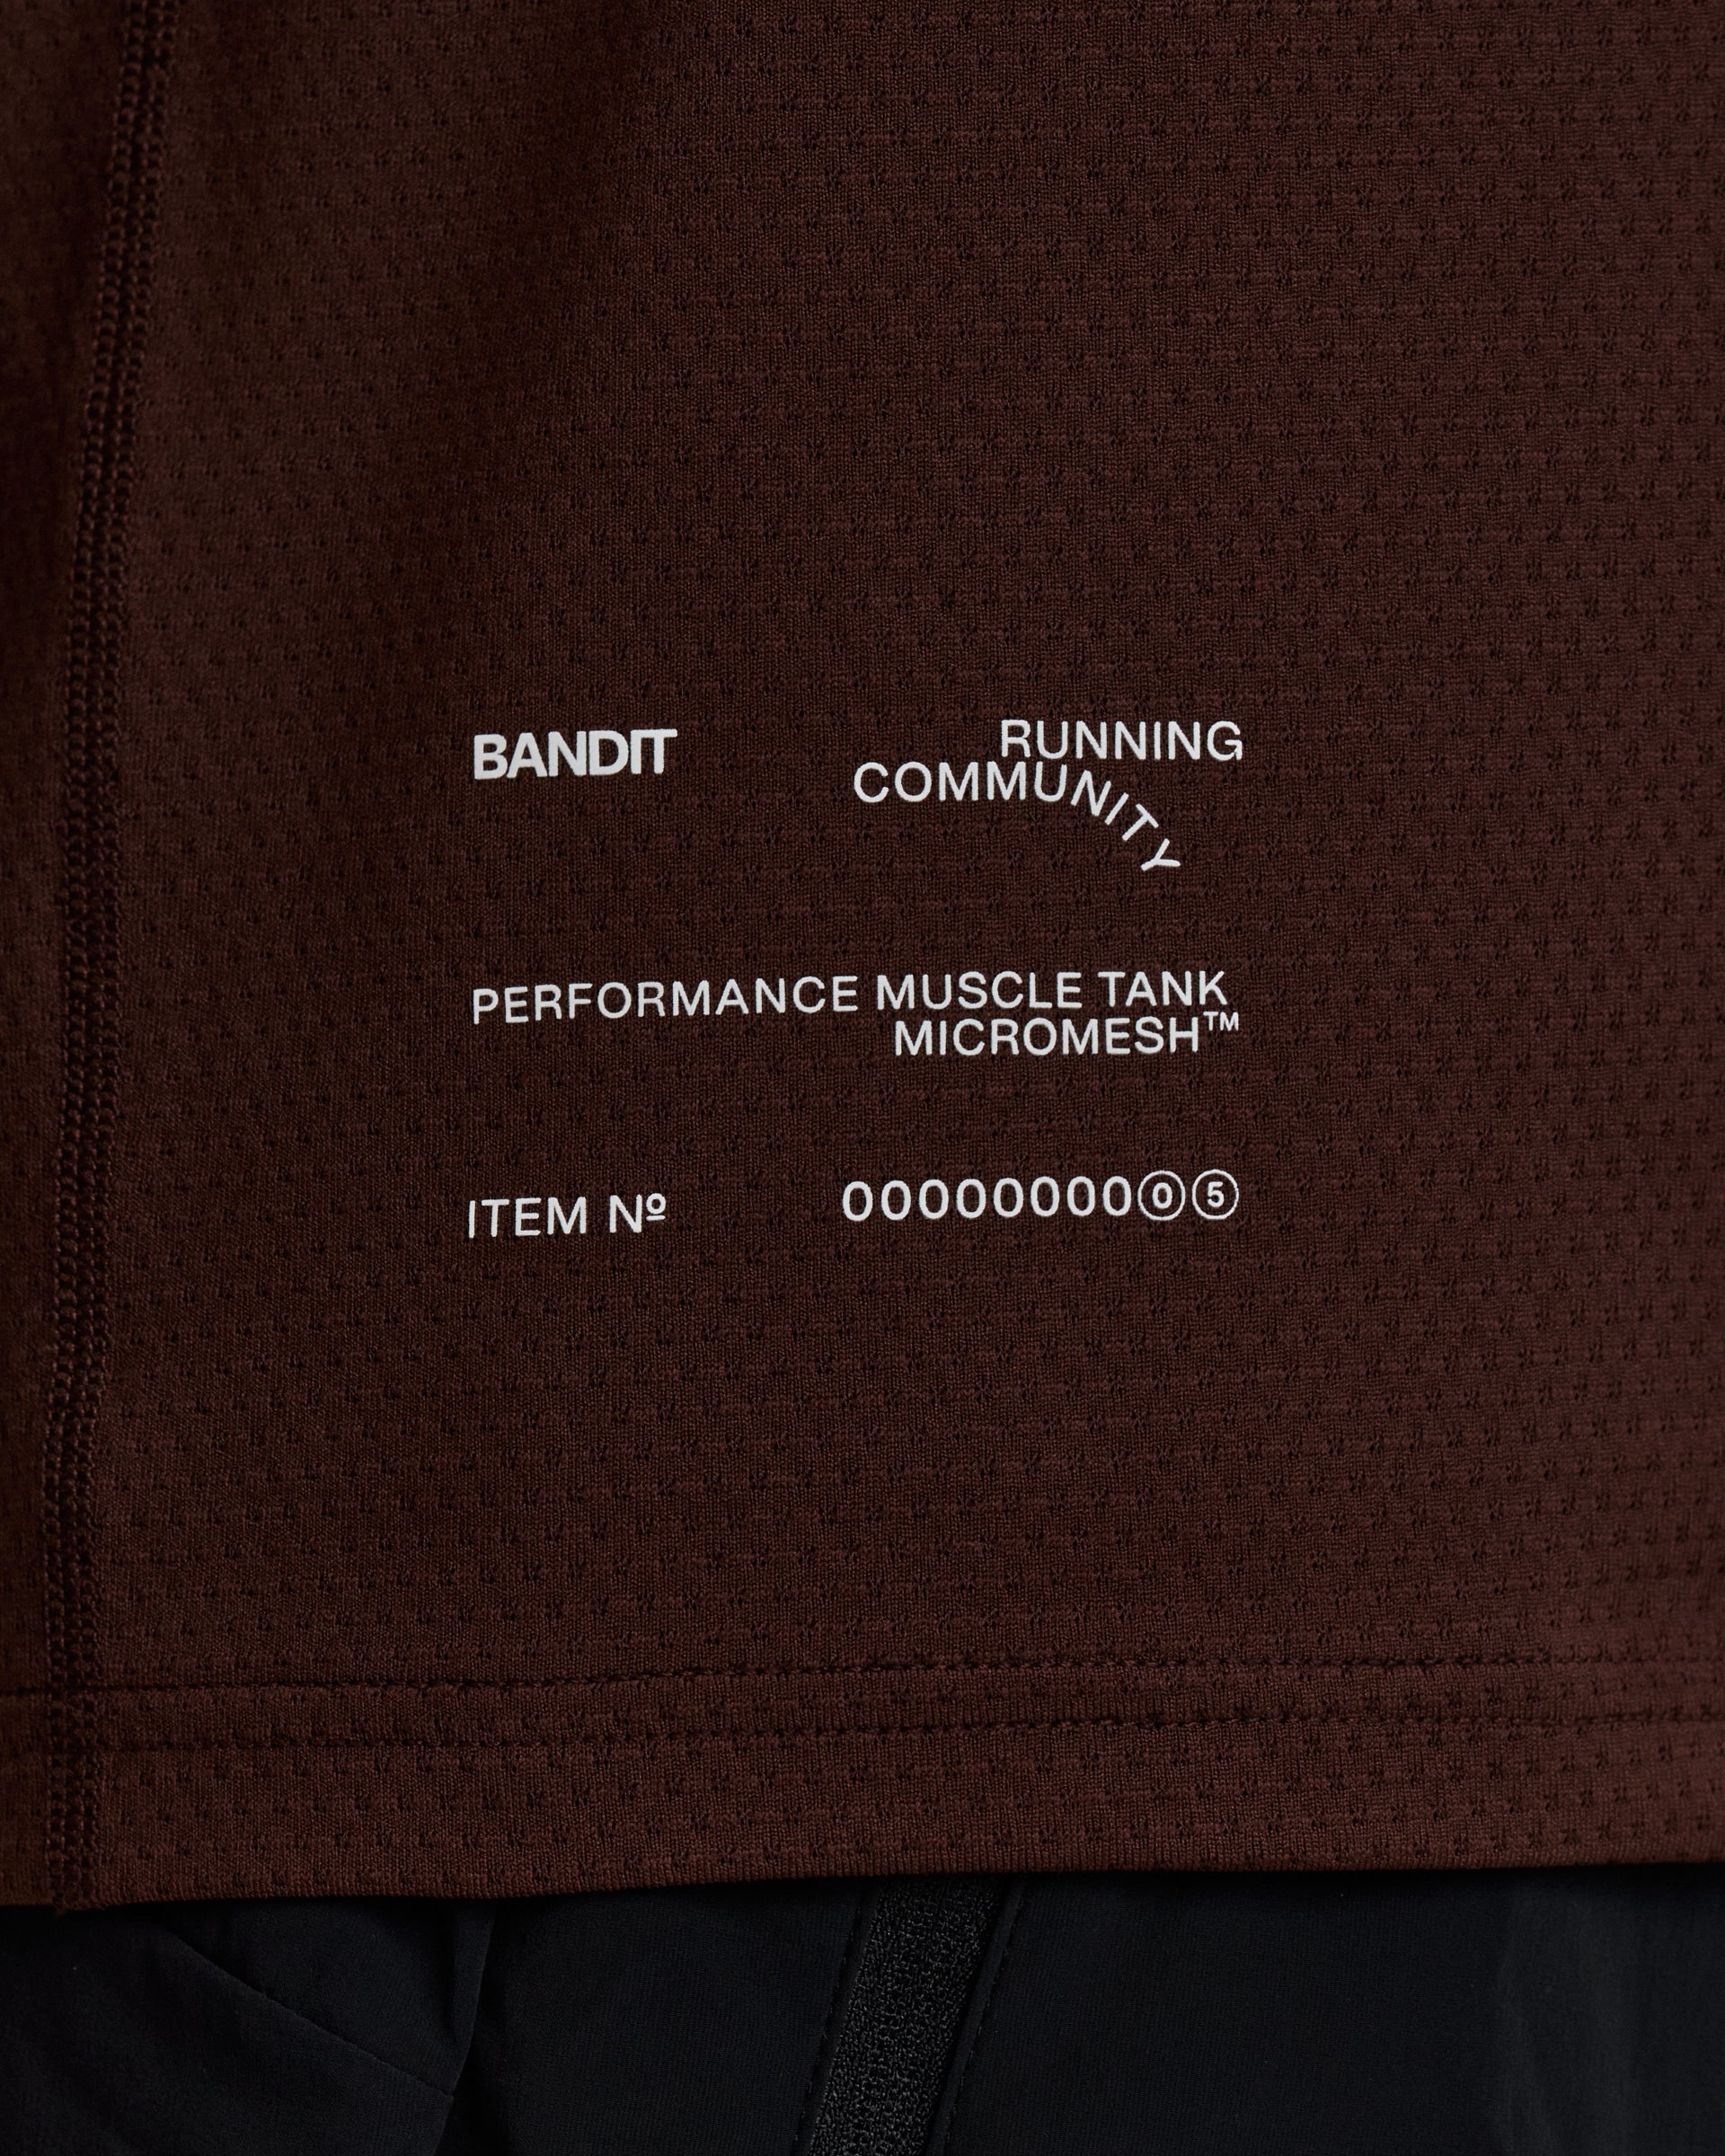 BANDIT
RUNNING
COMMUNITY
PERFORMANCE MUSCLE TANK
MICROMESH™
ITEM Nº 00000000⓪⑤